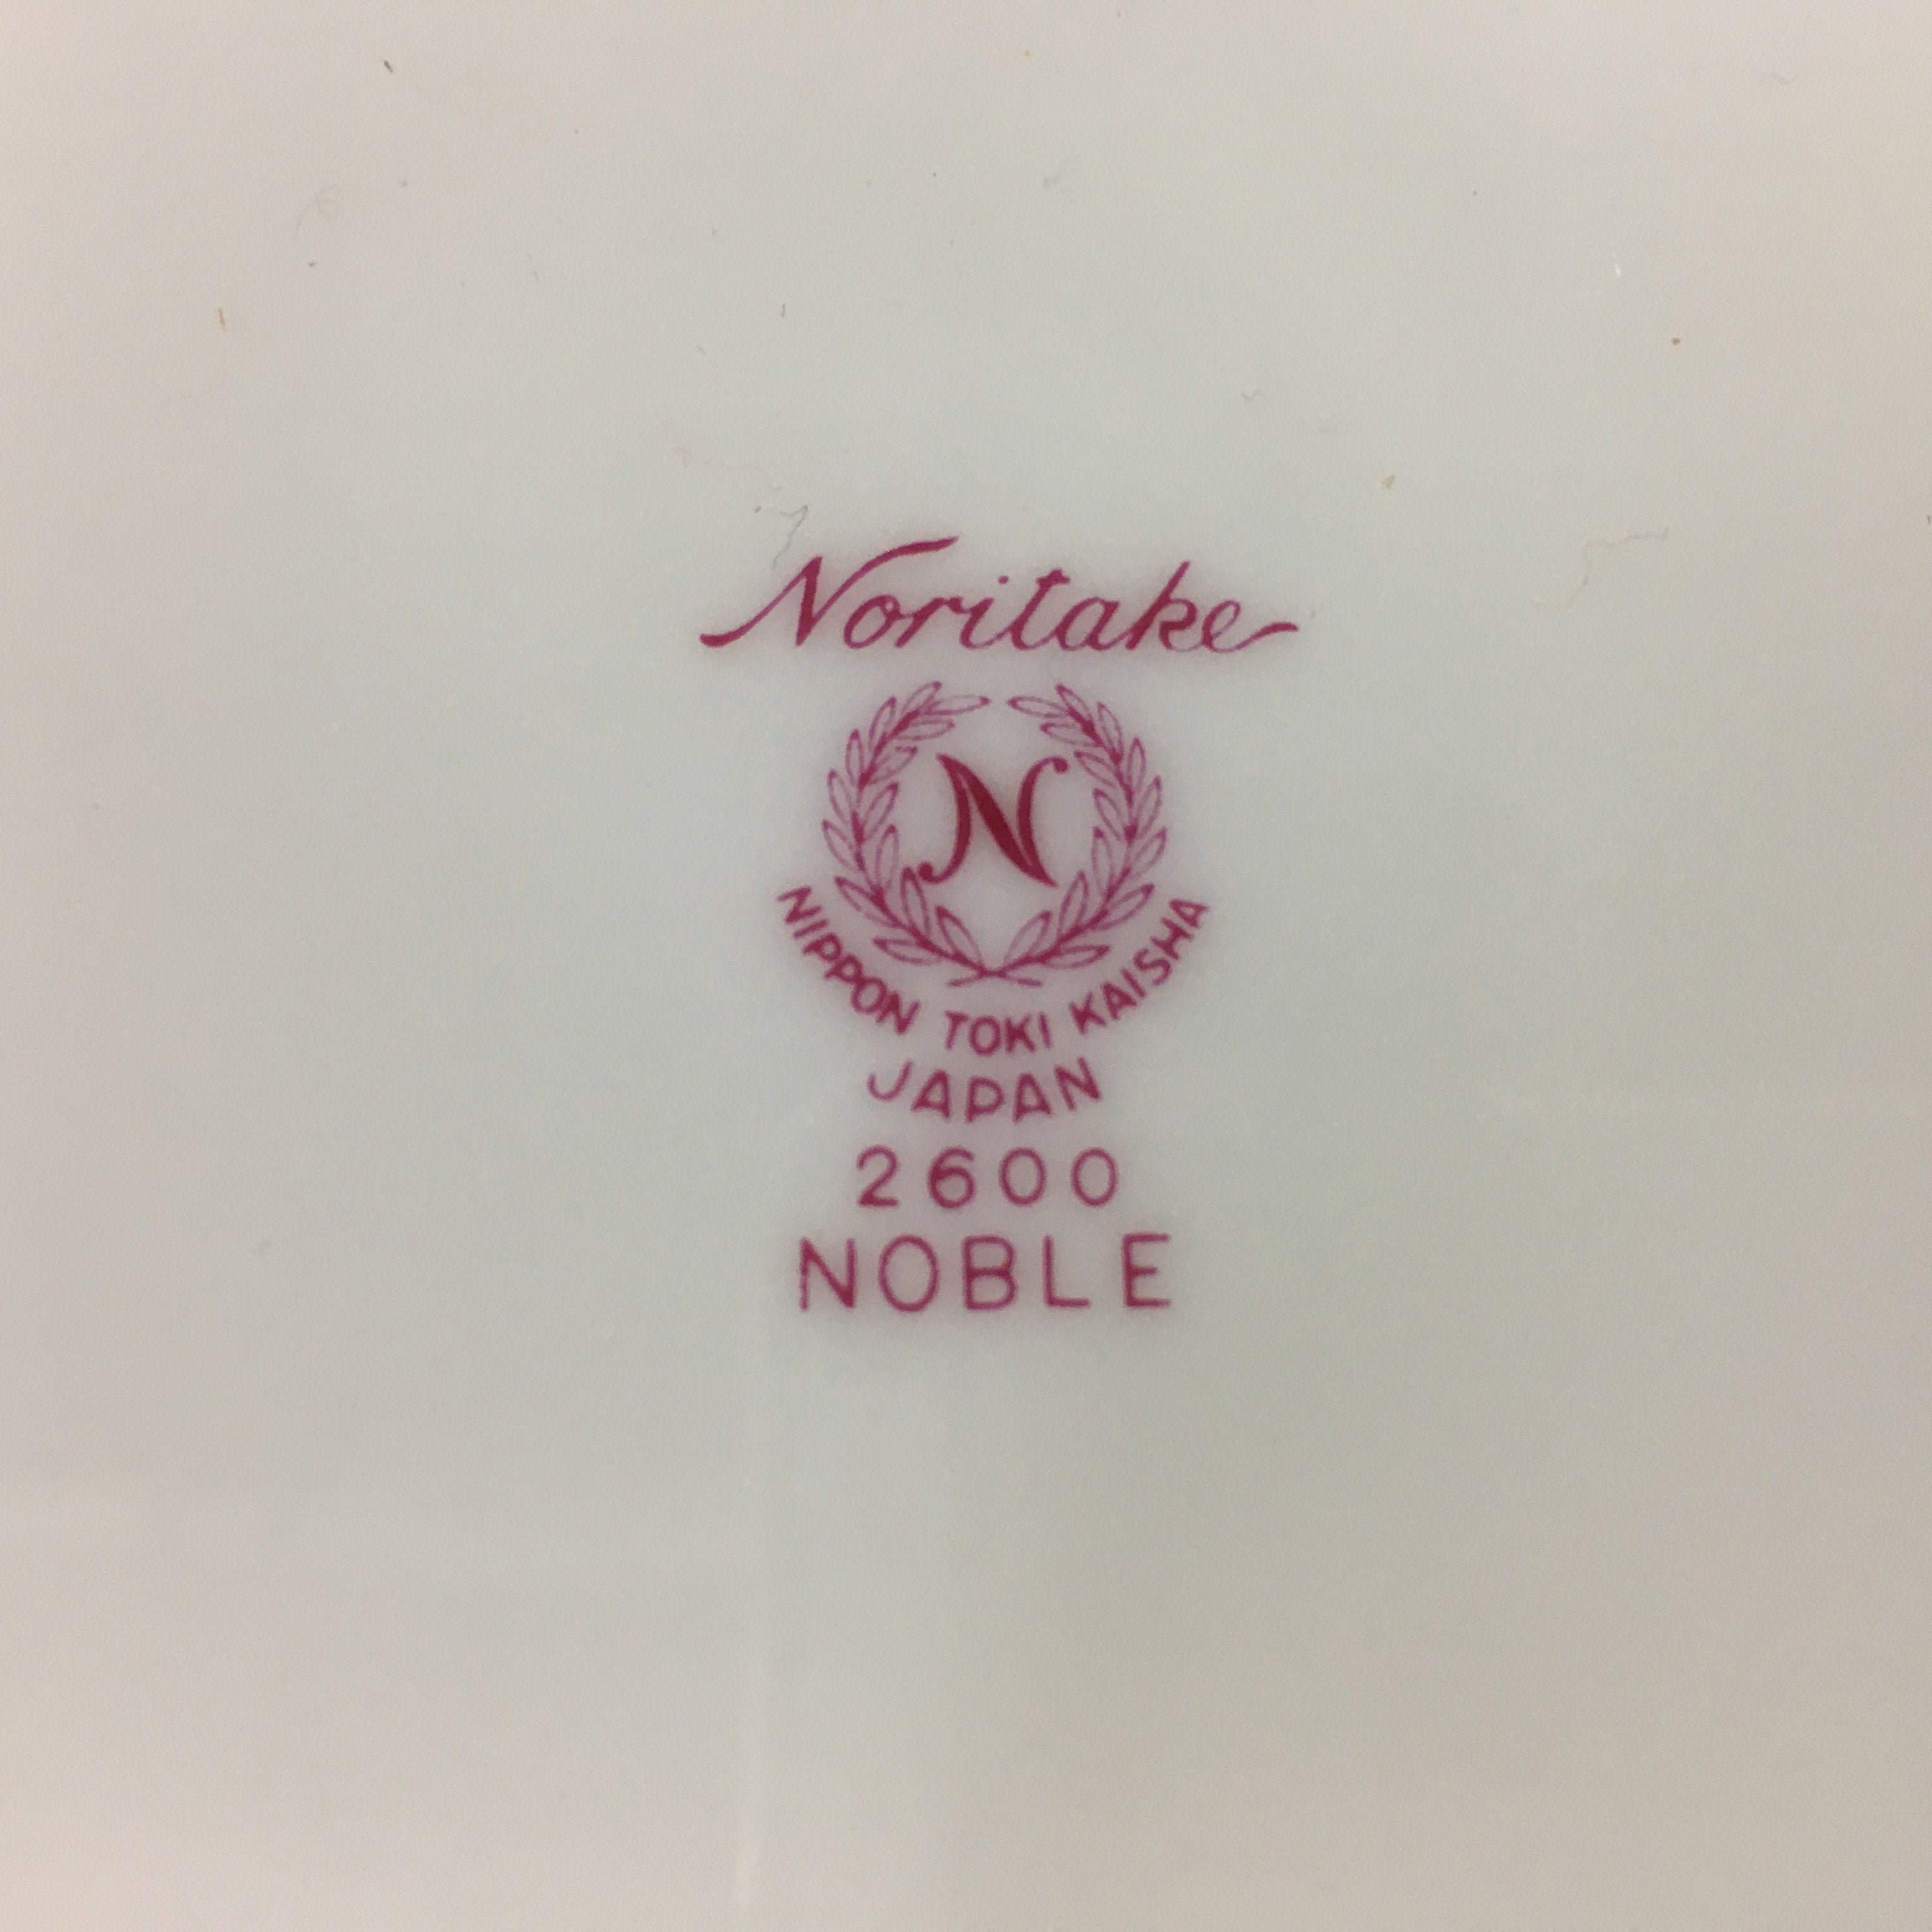 Noritake
N
NIPPON TOKI KAISHA
JAPAN
2600
NOBLE